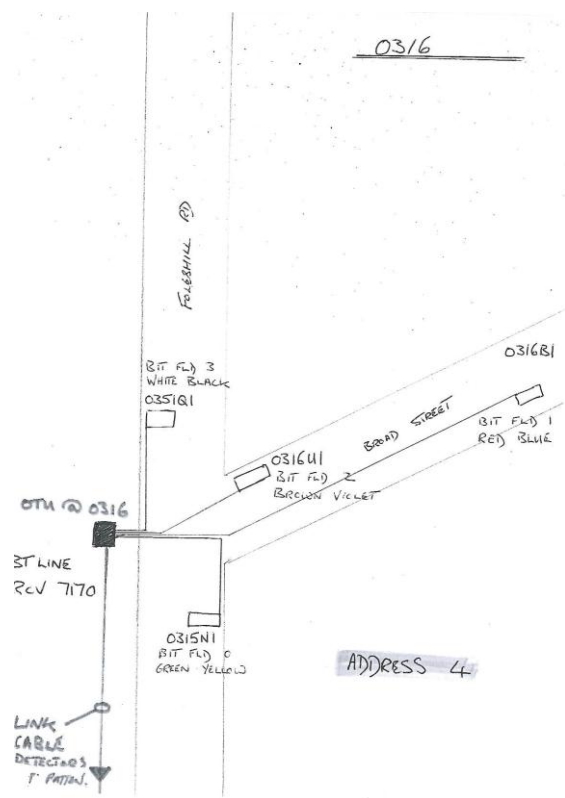 0316
FOLESHILL RD
0316B1
BIT FLD 3
WHITE BLACK
0351Q1
BROAD STREET
BIT FLD 1
RED BLUE
0316U1
BIT FLD 2
BROWN VIOLET
OTU @ 0316
BT LINE
RCV 7170
0315N1
BIT FLD 0
GREEN YELLOW
ADDRESS 4
LINK
CABLE
DETECTORS